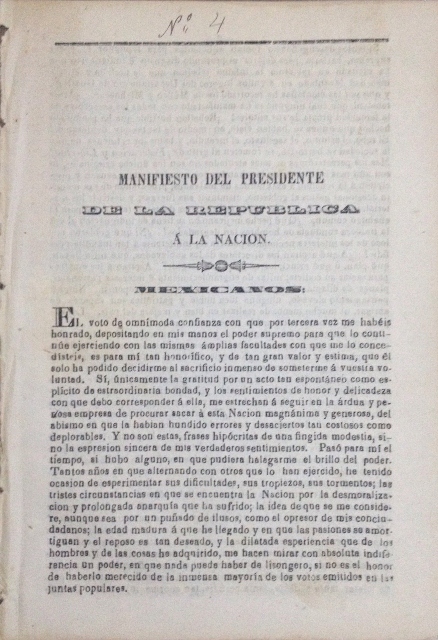 Nº 4
MANIFIESTO DEL PRESIDENTE
DE LA REPUBLICA
Á LA NACION.
MEXICANOS:
EL voto de omnímoda confianza con que por tercera vez me habéis
honrado, depositando en mis manos el poder supremo para que lo conti-
núe ejerciendo con las mismas ámplias facultades con que me lo conce-
disteis, es para mí tan honorífico, y de tan gran valor y estima, que él
solo ha podido decidirme al sacrificio inmenso de someterme á vuestra vo-
luntad. Sí, únicamente la gratitud por un acto tan espontáneo como es-
plícito de estraordinaria bondad, y los sentimientos de honor y delicadeza
con que debo corresponder á ella, me estrechan á seguir en la árdua y pe-
nosa empresa de procurar sacar á esta Nacion magnánima y generosa, del
abismo en que la habian hundido errores y desaciertos tan costosos como
deplorables. Y no son estas, frases hipócritas de una fingida modestia, si-
no la espresion sincera de mis verdaderos sentimientos. Pasó para mí el
tiempo, si hubo alguno, en que pudiera halagarme el brillo del poder.
Tantos años en que alternando con otros que lo han ejercido, he tenido
ocasion de esperimentar sus dificultades, sus tropiezos, sus tormentos; las
tristes circunstancias en que se encuentra la Nacion por la desmoraliza-
cion y prolongada anarquía que ha sufrido; la idea de que se me conside-
re, aunque sea por un puñado de ilusos, como el opresor de mis conciu-
dadanos; la edad madura á que he llegado y en que las pasiones se amor-
tiguan y el reposo es tan deseado, y la dilatada esperiencia que de los
hombres y de las cosas he adquirido, me hacen mirar con absoluta indife-
rencia un poder, en que nada puede haber de lisongero, si no es el honor
de haberlo merecido de la inmensa mayoría de los votos emitidos en las
juntas populares.